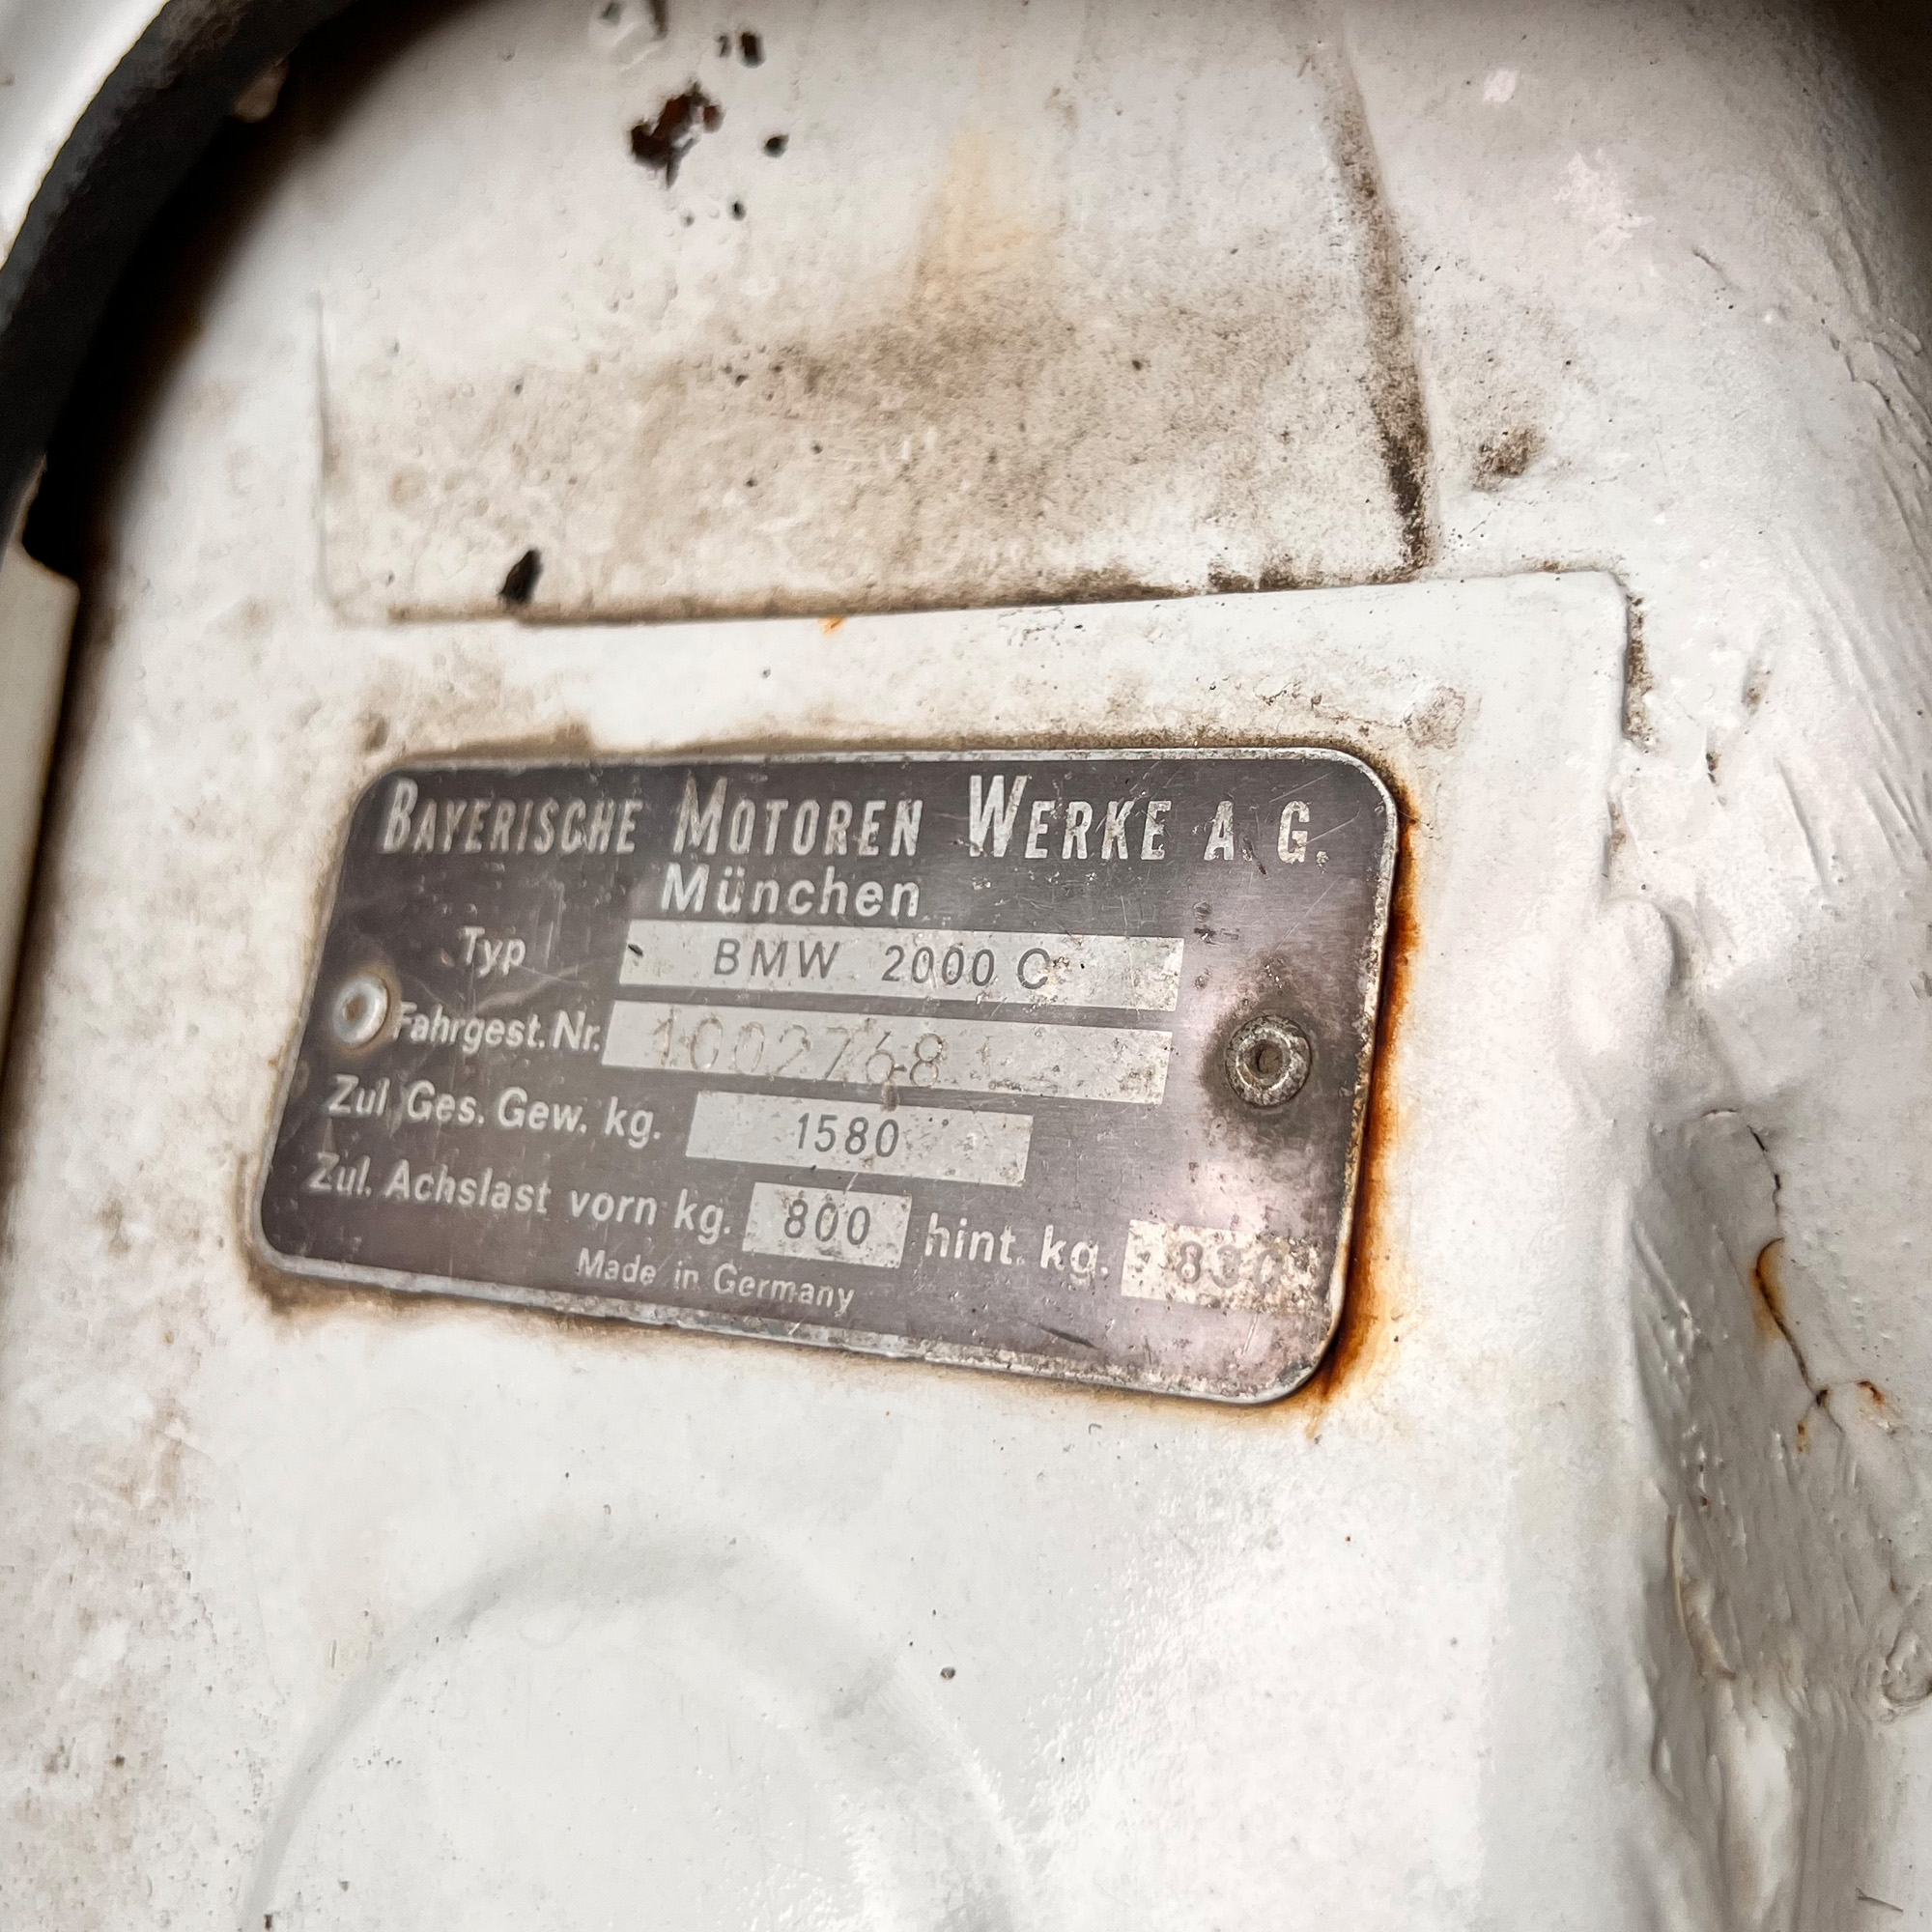 BAYERISCHE MOTOREN WERKE A.G.
München
Typ BMW 2000 C
Fahrgest.Nr. 1002768
Zul. Ges. Gew. kg. 1580
Zul. Achslast vorn kg. 800 hint. kg. 830
Made in Germany